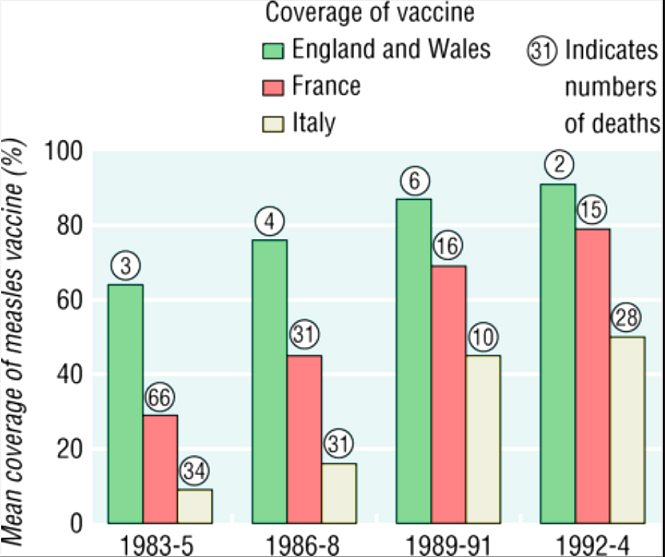 Coverage of vaccine
England and Wales
France
Italy
31 Indicates
numbers
of deaths
Mean coverage of measles vaccine (%)
100
80
60
40
20
0
3
66
34
4
31
31
6
16
10
2
15
28
1983-5
1986-8
1989-91
1992-4